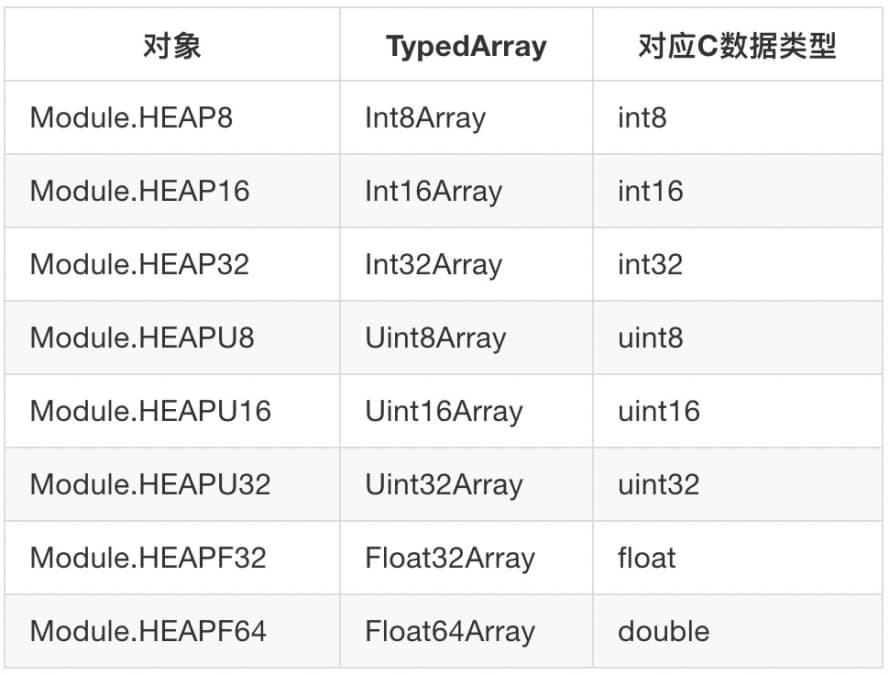 对象 TypedArray 对应C数据类型
Module.HEAP8 Int8Array int8
Module.HEAP16 Int16Array int16
Module.HEAP32 Int32Array int32
Module.HEAPU8 Uint8Array uint8
Module.HEAPU16 Uint16Array uint16
Module.HEAPU32 Uint32Array uint32
Module.HEAPF32 Float32Array float
Module.HEAPF64 Float64Array double